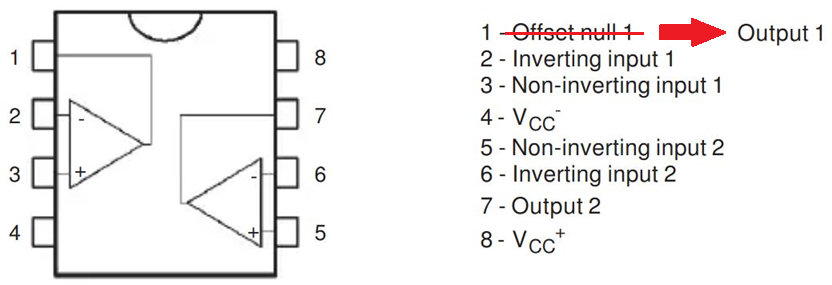 1
2
3
4
8
7
6
5
-
+
-
+
1 - Offset null 1 Output 1
2 - Inverting input 1
3 - Non-inverting input 1
4 - VCC-
5 - Non-inverting input 2
6 - Inverting input 2
7 - Output 2
8 - VCC+